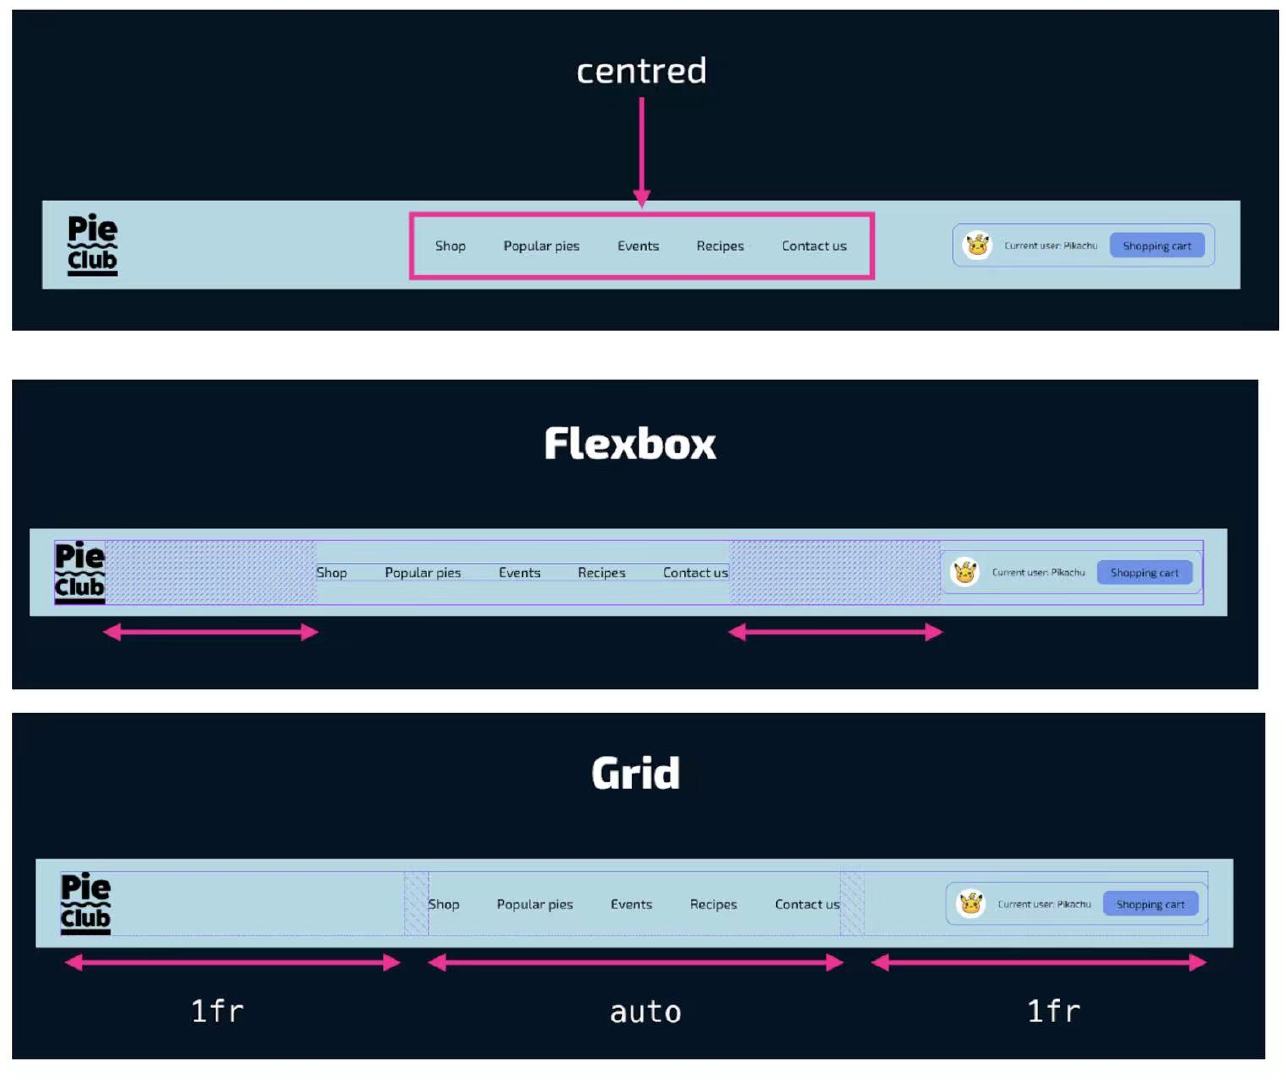 centred
Pie
Club
Shop Popular pies Events Recipes Contact us
Current user: Pikachu Shopping cart
Flexbox
Pie
Club
Shop Popular pies Events Recipes Contact us
Current user: Pikachu Shopping cart
Grid
Pie
Club
Shop Popular pies Events Recipes Contact us
Current user: Pikachu Shopping cart
1fr auto 1fr